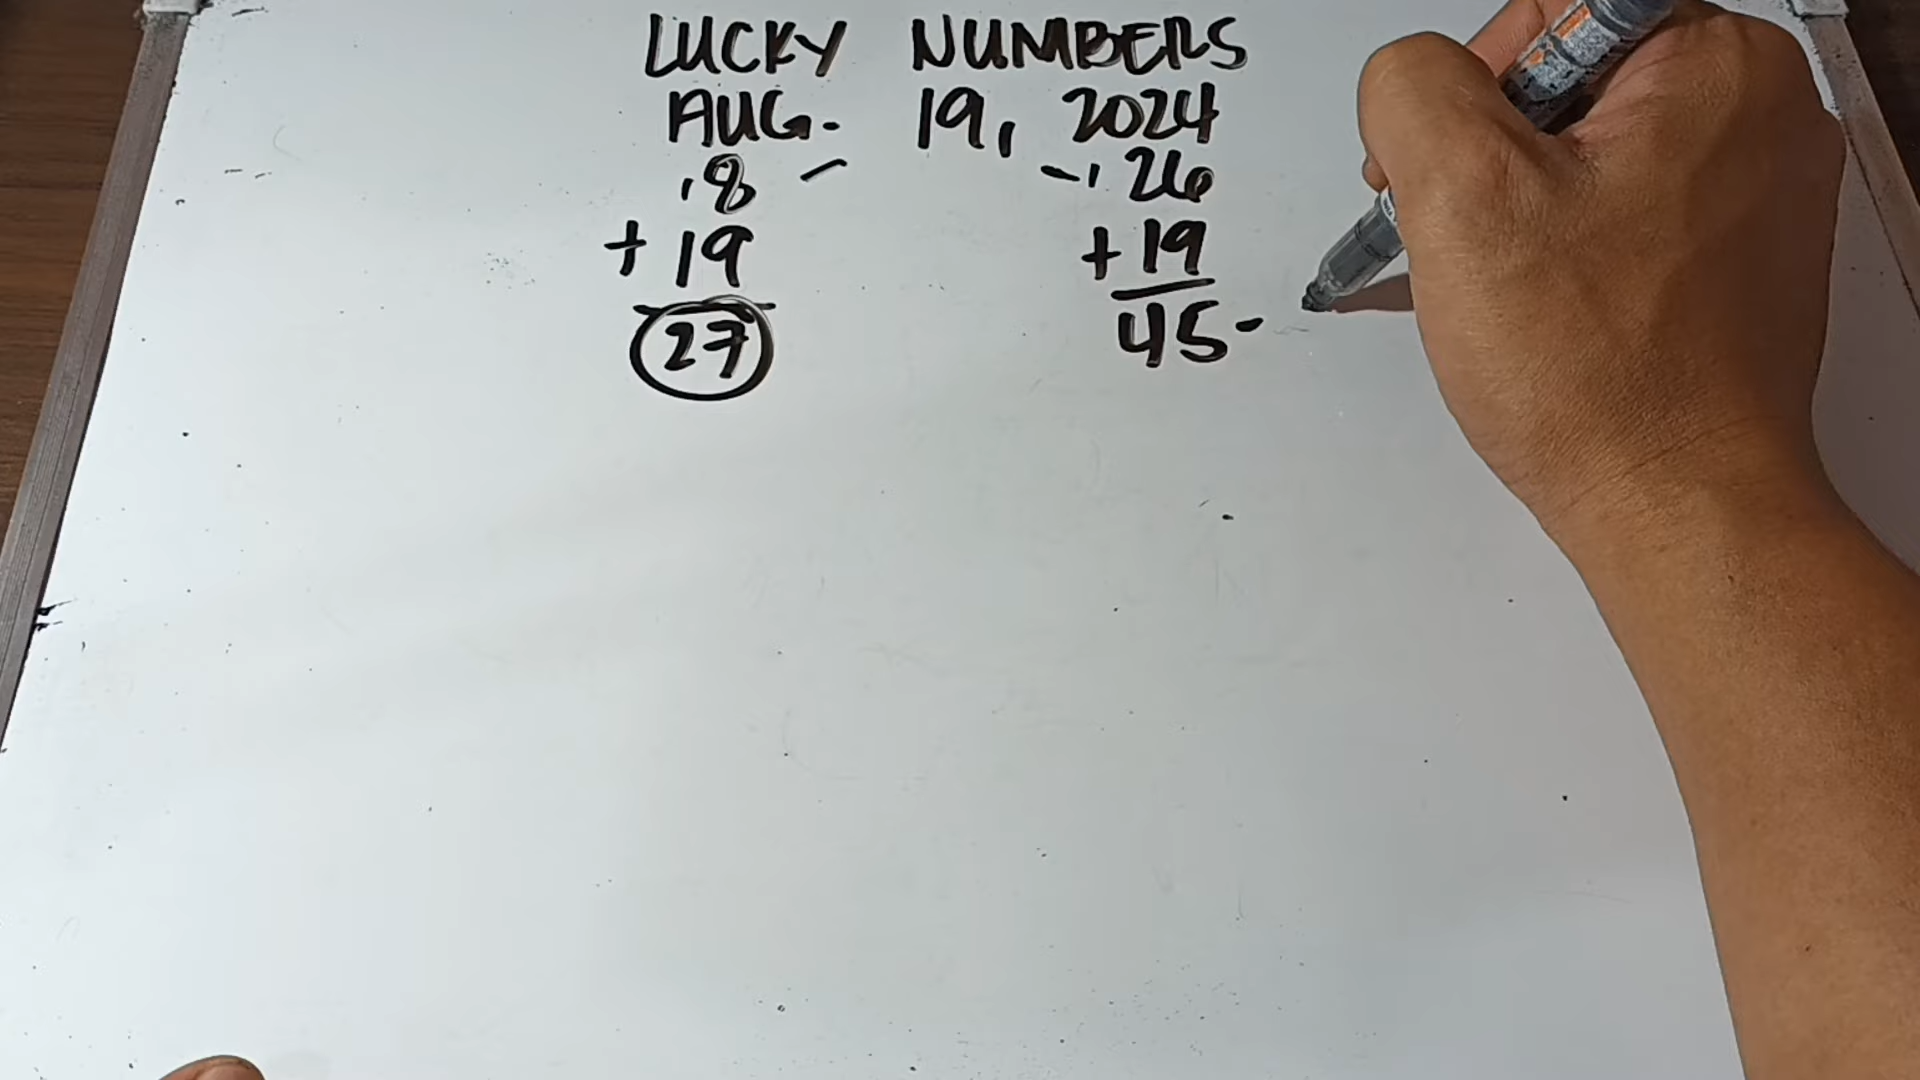 LUCKY NUMBERS
AUG. 19, 2024
8 - 26
+ 19 + 19
27 45-